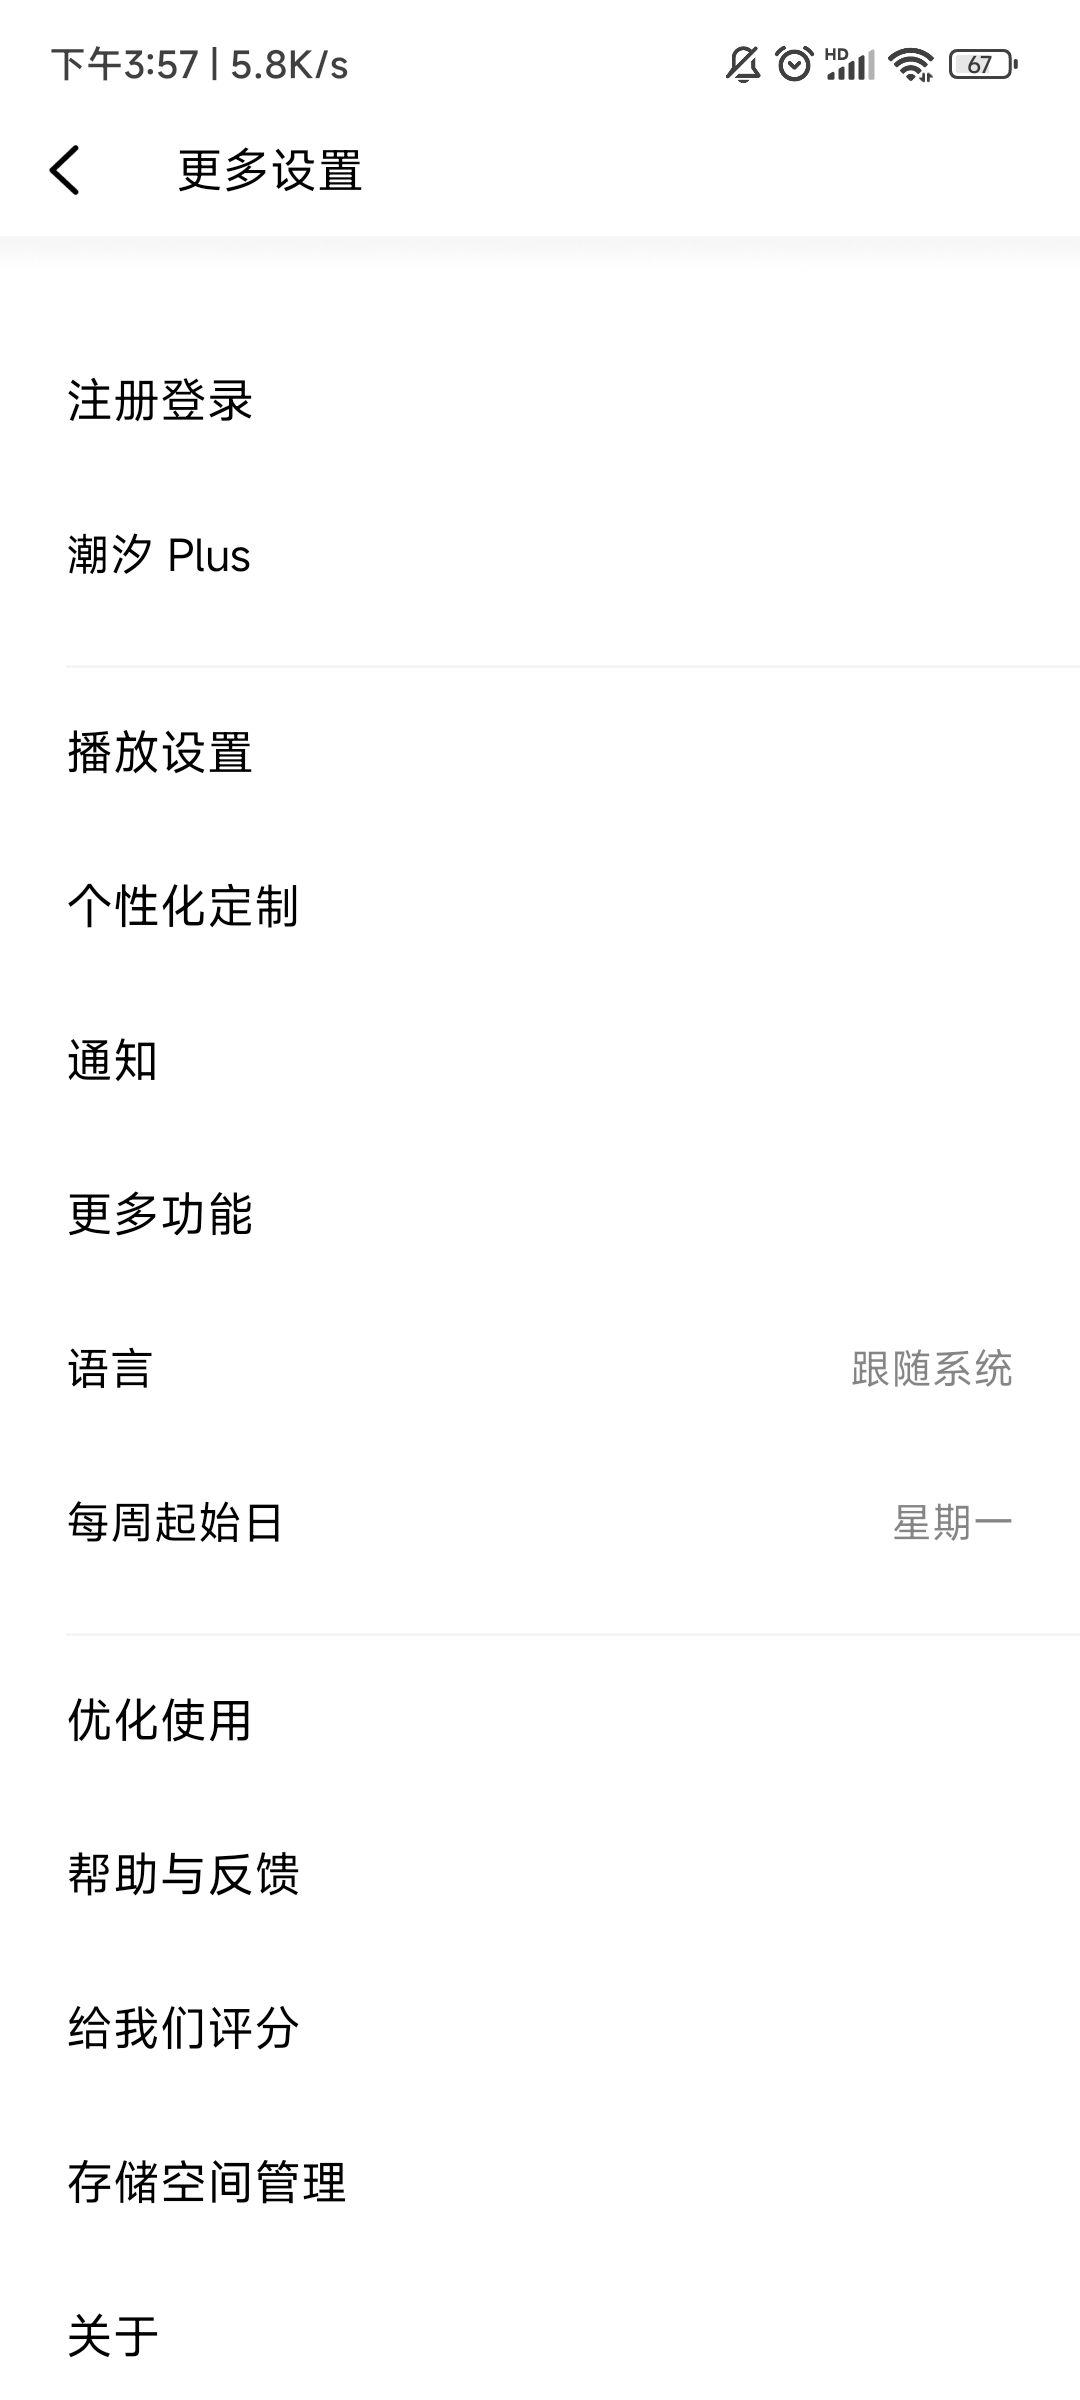 下午3:57 | 5.8K/s HD 67
更多设置
注册登录
潮汐 Plus
播放设置
个性化定制
通知
更多功能
语言 跟随系统
每周起始日 星期一
优化使用
帮助与反馈
给我们评分
存储空间管理
关于